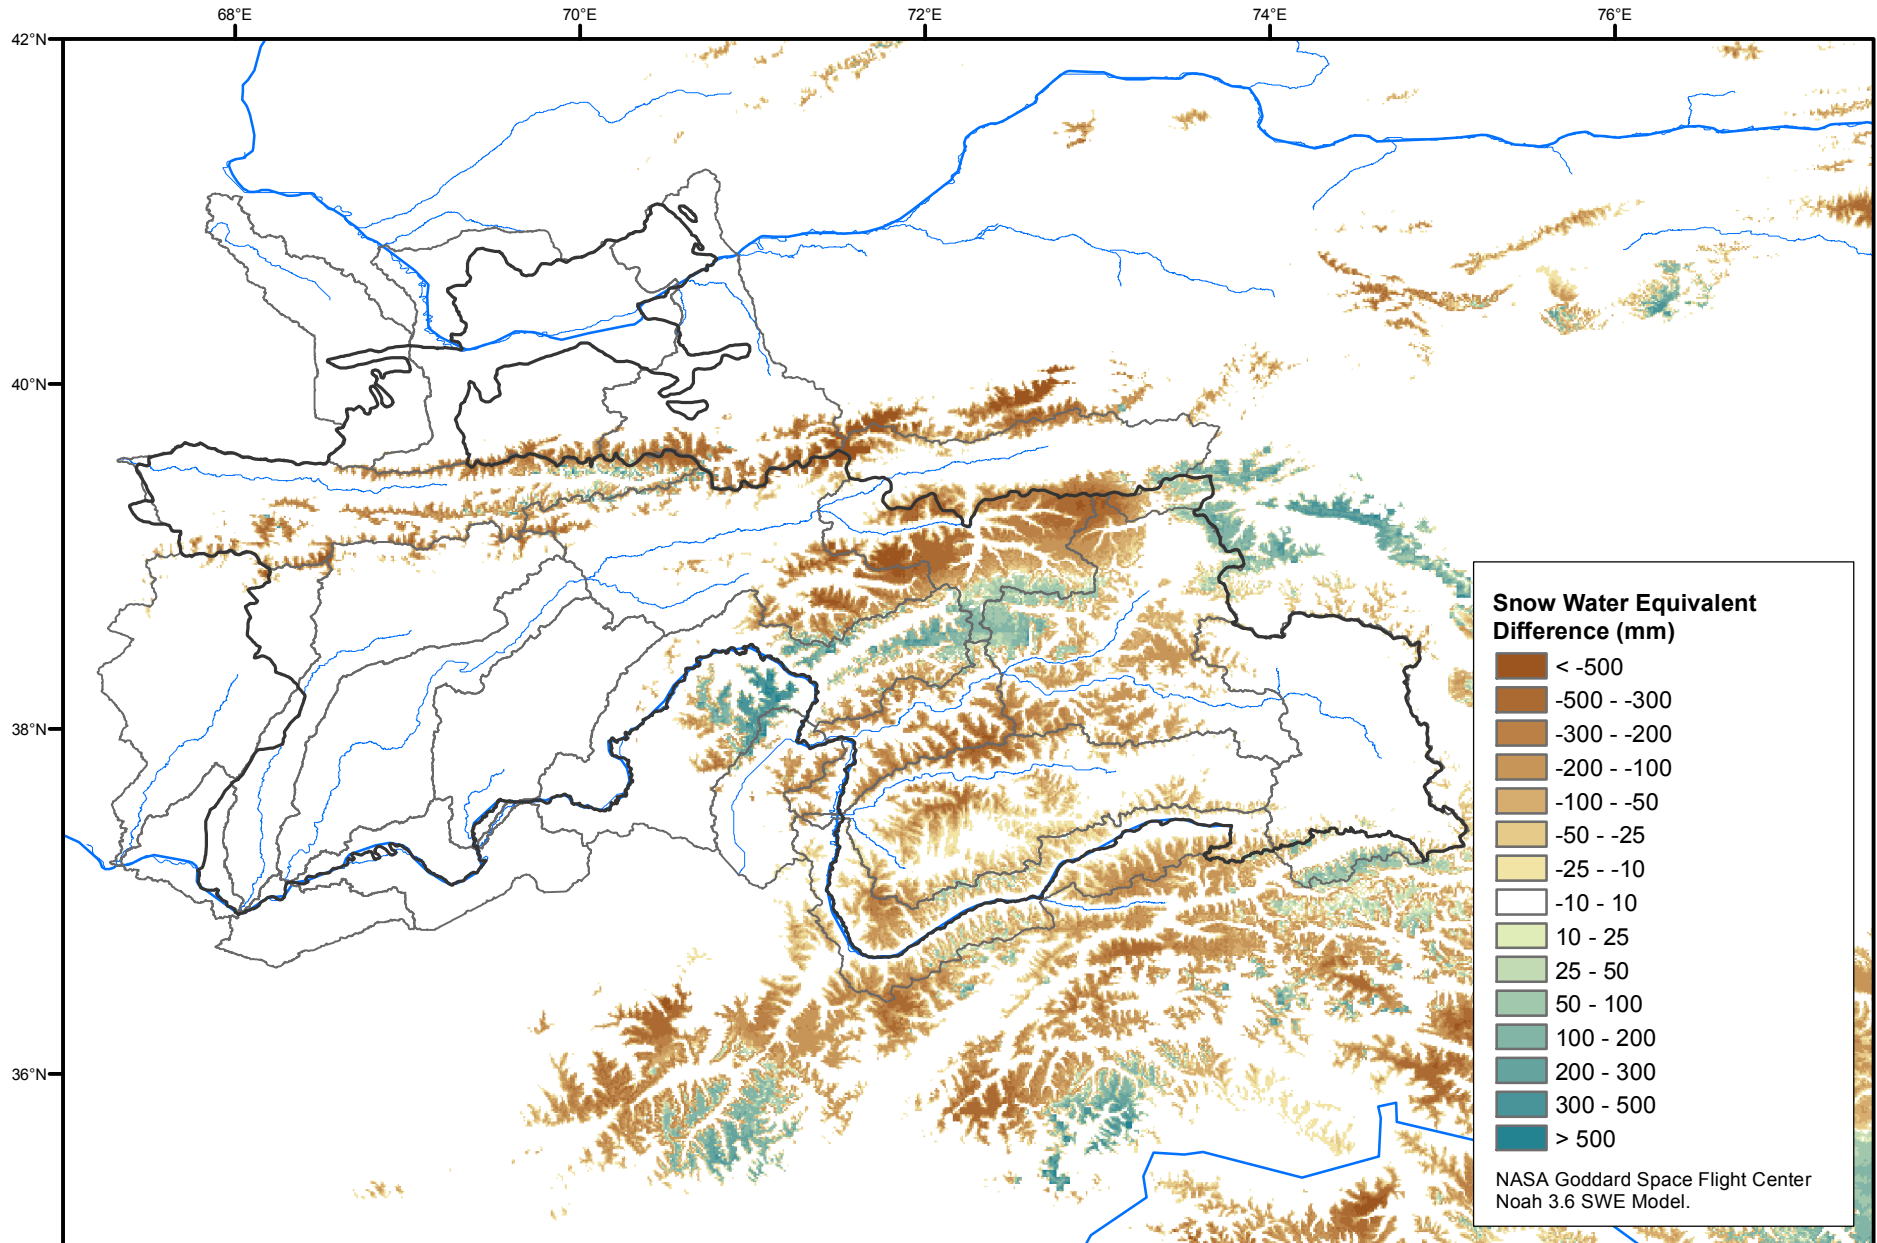 68°E 70°E 72°E 74°E 76°E
42°N
40°N
38°N
36°N
Snow Water Equivalent
Difference (mm)
< -500
-500 - -300
-300 - -200
-200 - -100
-100 - -50
-50 - -25
-25 - -10
-10 - 10
10 - 25
25 - 50
50 - 100
100 - 200
200 - 300
300 - 500
> 500
NASA Goddard Space Flight Center
Noah 3.6 SWE Model.